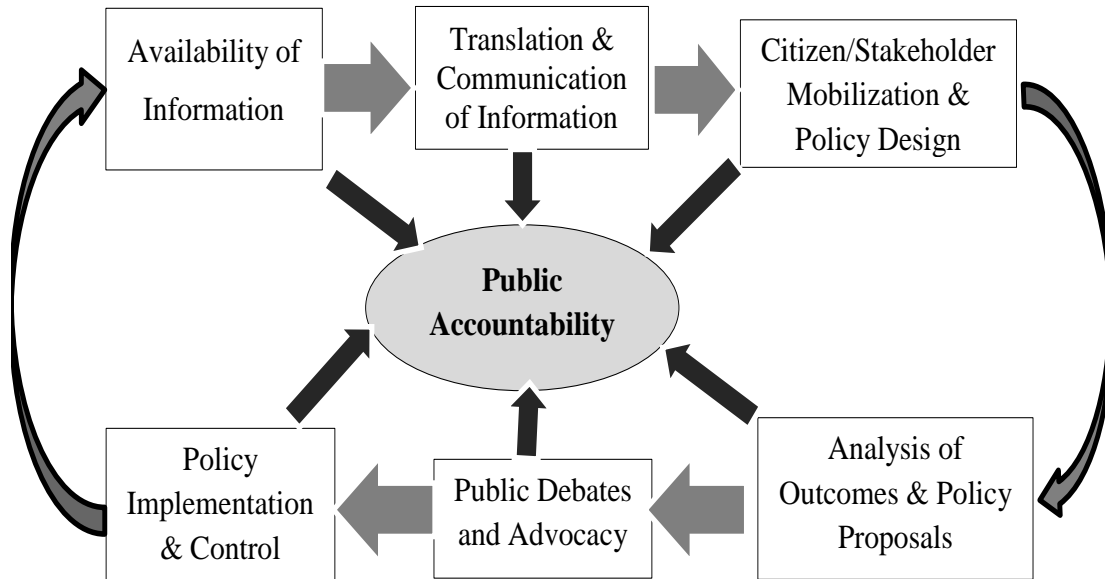 Availability of
Information
Translation &
Communication
of Information
Citizen/Stakeholder
Mobilization &
Policy Design
Public
Accountability
Policy
Implementation
& Control
Public Debates
and Advocacy
Analysis of
Outcomes & Policy
Proposals